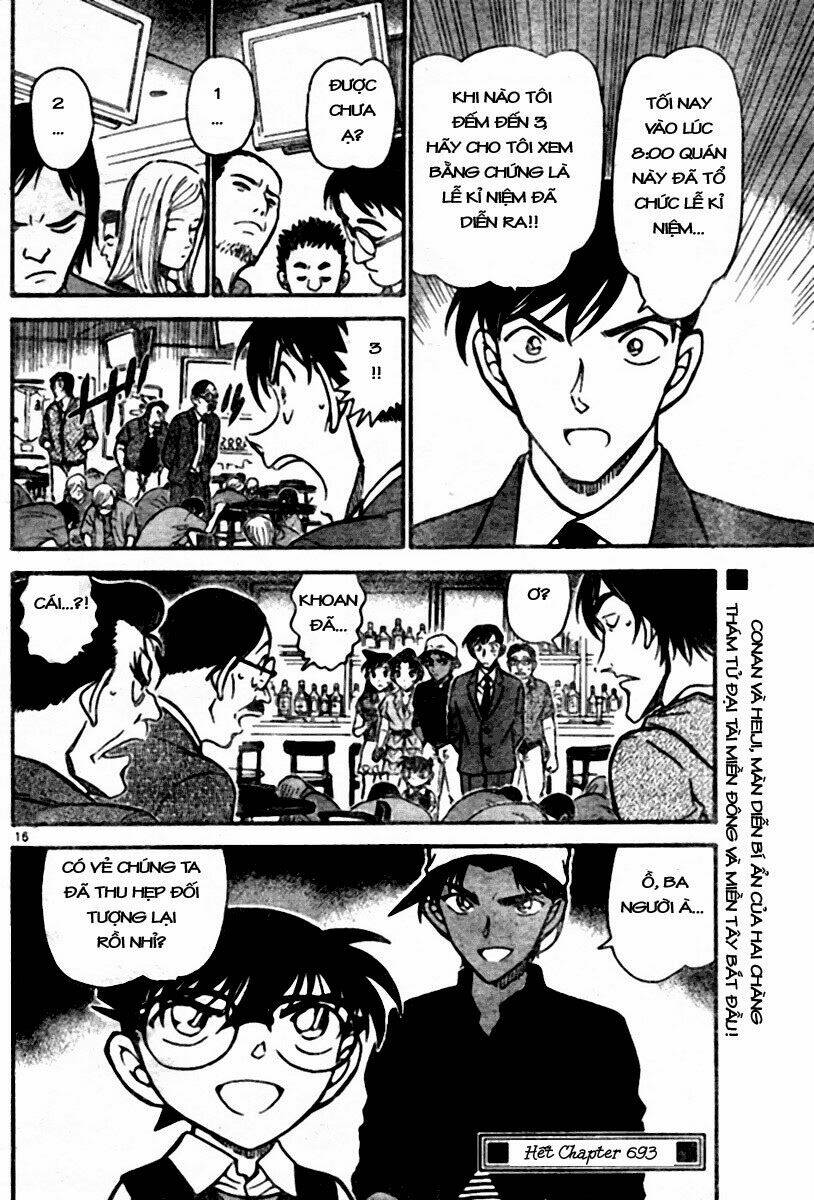 TỐI NAY
VÀO LÚC
8:00 QUÁN
NÀY ĐÃ TỔ
CHỨC LỄ KỈ
NIỆM...
KHI NÀO TÔI
ĐẾM ĐẾN 3,
HÃY CHO TÔI XEM
BẰNG CHỨNG LÀ
LỄ KỈ NIỆM ĐÃ
DIỄN RA!!
ĐƯỢC
CHƯA
Ạ?
1
...
2
...
3
!!
Ơ?
KHOAN
ĐÃ...
CÁI...?!
CONAN VÀ HEIJI, MÀN DIỄN BÍ ẨN CỦA HAI CHÀNG
THÁM TỬ ĐẠI TÀI MIỀN ĐÔNG VÀ MIỀN TÂY BẮT ĐẦU!
16
Ồ, BA
NGƯỜI À...
CÓ VẺ CHÚNG TA
ĐÃ THU HẸP ĐỐI
TƯỢNG LẠI
RỒI NHỈ?
Hết Chapter 693